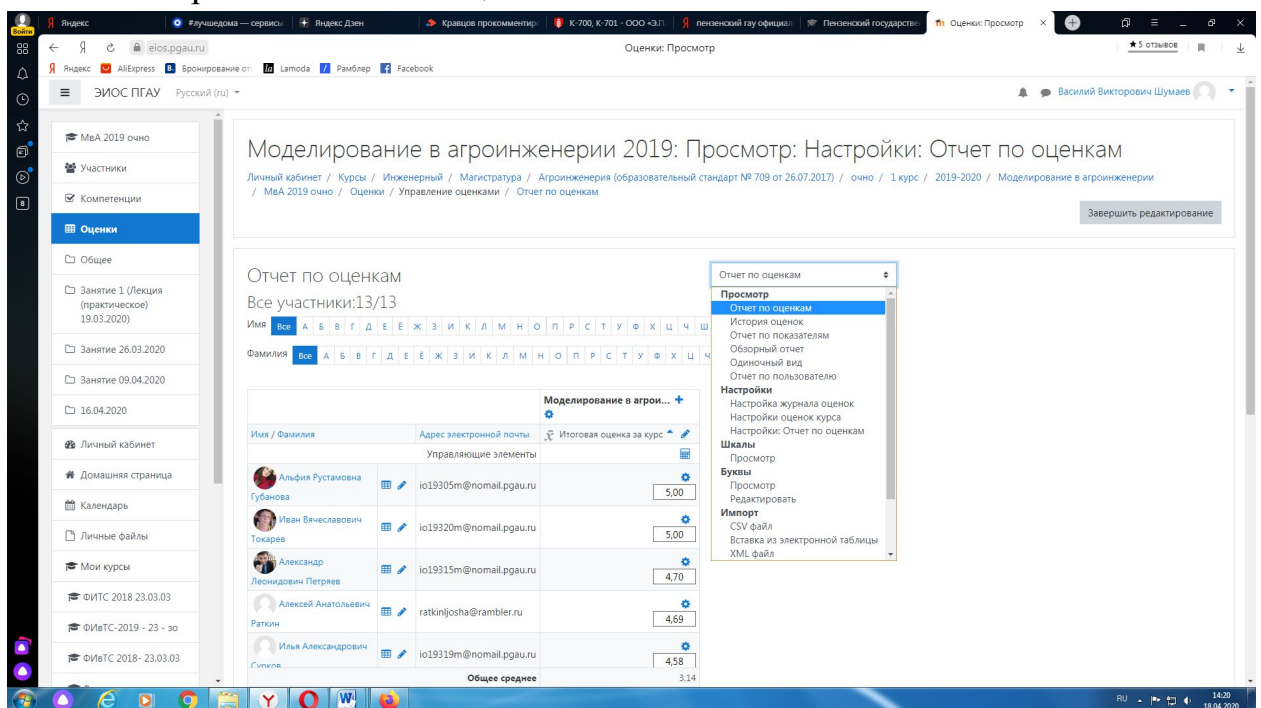 Войти
Яндекс
#лучшедома — сервисы
Яндекс Дзен
Кравцов прокомментир
К-700, К-701 - ООО «Э.П
пензенский гау официал
Пензенский государстве
Оценки: Просмотр
eios.pgau.ru
Оценки: Просмотр
★5 отзывов
Яндекс
AliExpress
Бронирование от
Lamoda
Рамблер
Facebook
ЭИОС ПГАУ
Русский (ru)
Василий Викторович Шумаев
МвА 2019 очно
Участники
Компетенции
Оценки
Общее
Занятие 1 (Лекция
(практическое)
19.03.2020)
Занятие 26.03.2020
Занятие 09.04.2020
16.04.2020
Личный кабинет
Домашняя страница
Календарь
Личные файлы
Мои курсы
ФИТС 2018 23.03.03
ФИвТС-2019 - 23 - зо
ФИвТС 2018- 23.03.03
Моделирование в агроинженерии 2019: Просмотр: Настройки: Отчет по оценкам
Личный кабинет / Курсы / Инженерный / Магистратура / Агроинженерия (образовательный стандарт № 709 от 26.07.2017) / очно / 1 курс / 2019-2020 / Моделирование в агроинженерии
/ МвА 2019 очно / Оценки / Управление оценками / Отчет по оценкам
Завершить редактирование
Отчет по оценкам
Все участники:13/13
Имя Все А Б В Г Д Е Ё Ж З И К Л М Н О П Р С Т У Ф Х Ц Ч Ш
Фамилия Все А Б В Г Д Е Ё Ж З И К Л М Н О П Р С Т У Ф Х Ц Ч
Моделирование в агрои...
Имя / Фамилия
Адрес электронной почты
x̄ Итоговая оценка за курс
Управляющие элементы
Альфия Рустамовна
Губанова
io19305m@nomail.pgau.ru
5,00
Иван Вячеславович
Токарев
io19320m@nomail.pgau.ru
5,00
Александр
Леонидович Петряев
io19315m@nomail.pgau.ru
4,70
Алексей Анатольевич
Раткин
ratkinljosha@rambler.ru
4,69
Илья Александрович
Сурков
io19319m@nomail.pgau.ru
4,58
Общее среднее
3.14
Отчет по оценкам
Просмотр
Отчет по оценкам
История оценок
Отчет по показателям
Обзорный отчет
Одиночный вид
Отчет по пользователю
Настройки
Настройка журнала оценок
Настройки оценок курса
Настройки: Отчет по оценкам
Шкалы
Просмотр
Буквы
Просмотр
Редактировать
Импорт
CSV файл
Вставка из электронной таблицы
XML файл
RU
14:20
18.04.2020